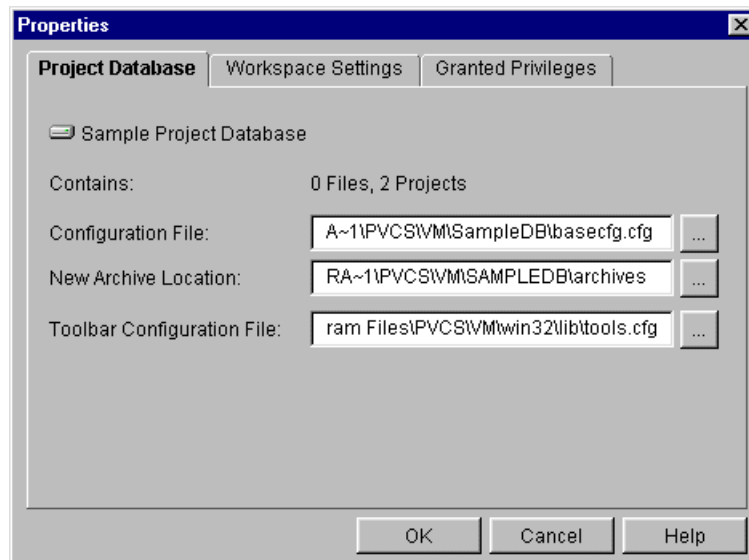 Properties
Project Database Workspace Settings Granted Privileges
Sample Project Database
Contains: 0 Files, 2 Projects
Configuration File: A~1\PVCS\VM\SampleDB\basecfg.cfg ...
New Archive Location: RA~1\PVCS\VM\SAMPLEDB\archives ...
Toolbar Configuration File: ram Files\PVCS\VM\win32\lib\tools.cfg ...
OK Cancel Help